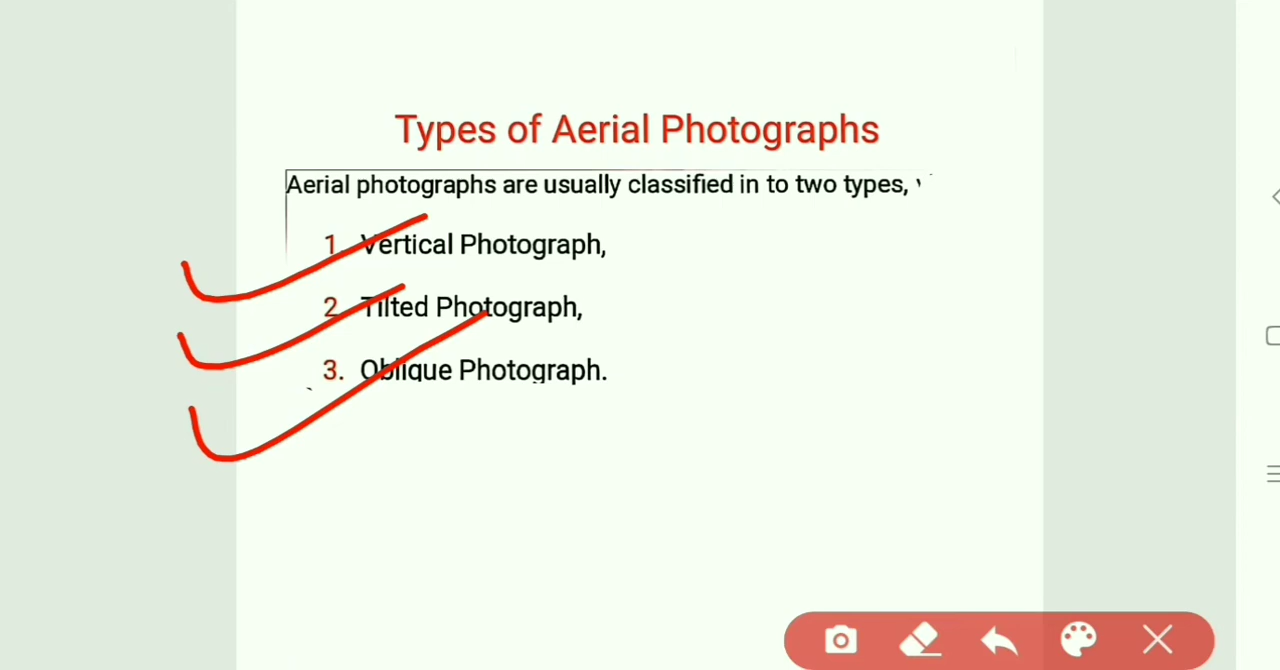 Types of Aerial Photographs
Aerial photographs are usually classified in to two types,
1. Vertical Photograph,
2. Tilted Photograph,
3. Oblique Photograph.